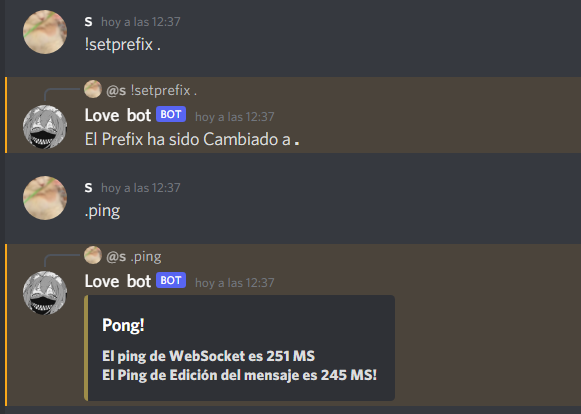 S hoy a las 12:37
!setprefix .
@s !setprefix .
Love bot BOT hoy a las 12:37
El Prefix ha sido Cambiado a .
S hoy a las 12:37
.ping
@s .ping
Love bot BOT hoy a las 12:37
Pong!
El ping de WebSocket es 251 MS
El Ping de Edición del mensaje es 245 MS!